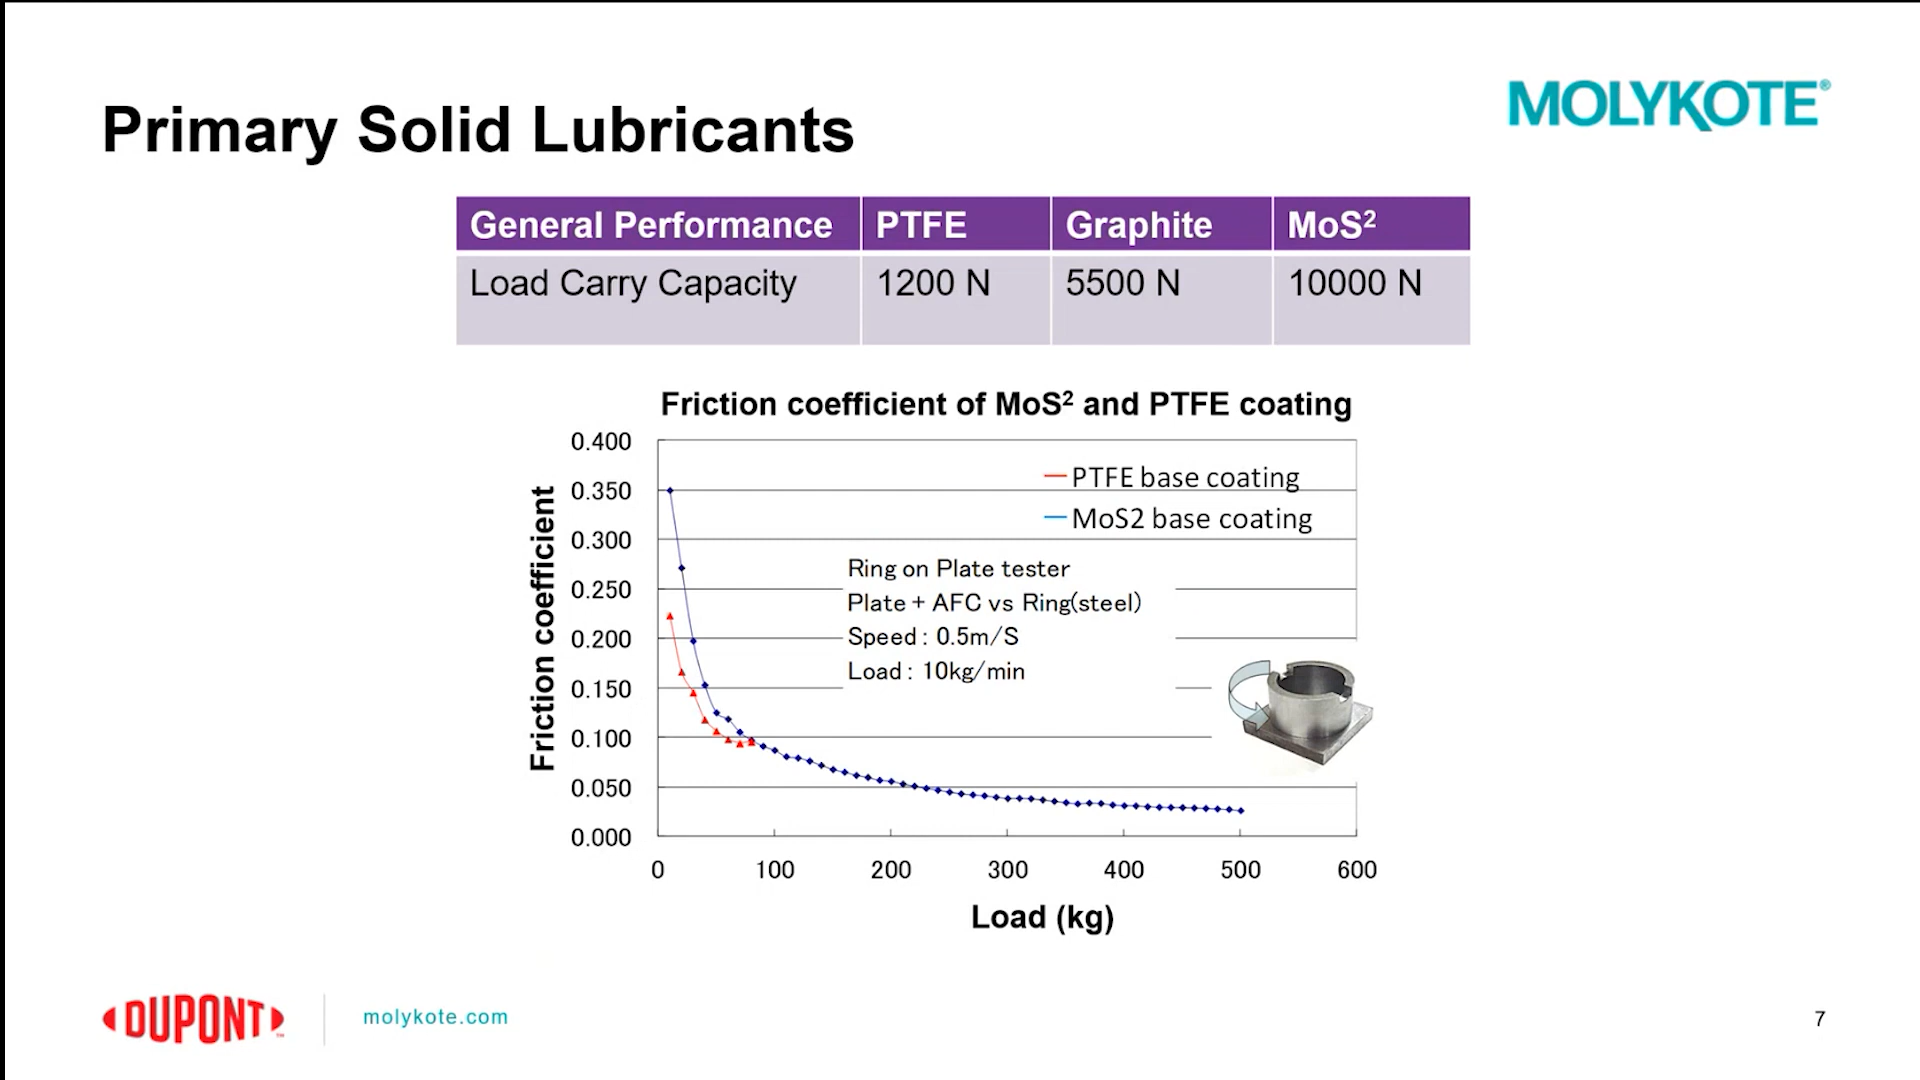 MOLYKOTE®
Primary Solid Lubricants
General Performance PTFE Graphite MoS²
Load Carry Capacity 1200 N 5500 N 10000 N
Friction coefficient of MoS² and PTFE coating
Friction coefficient
0.400
0.350
0.300
0.250
0.200
0.150
0.100
0.050
0.000
PTFE base coating
MoS2 base coating
Ring on Plate tester
Plate + AFC vs Ring(steel)
Speed : 0.5m/S
Load : 10kg/min
0 100 200 300 400 500 600
Load (kg)
DUPONT™
molykote.com
7